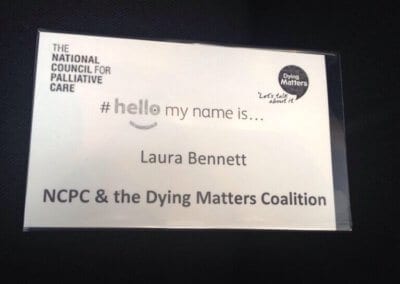 THE
NATIONAL
COUNCIL FOR
PALLIATIVE
CARE
Dying
Matters
'Let's talk
about it'
#hello my name is...
Laura Bennett
NCPC & the Dying Matters Coalition